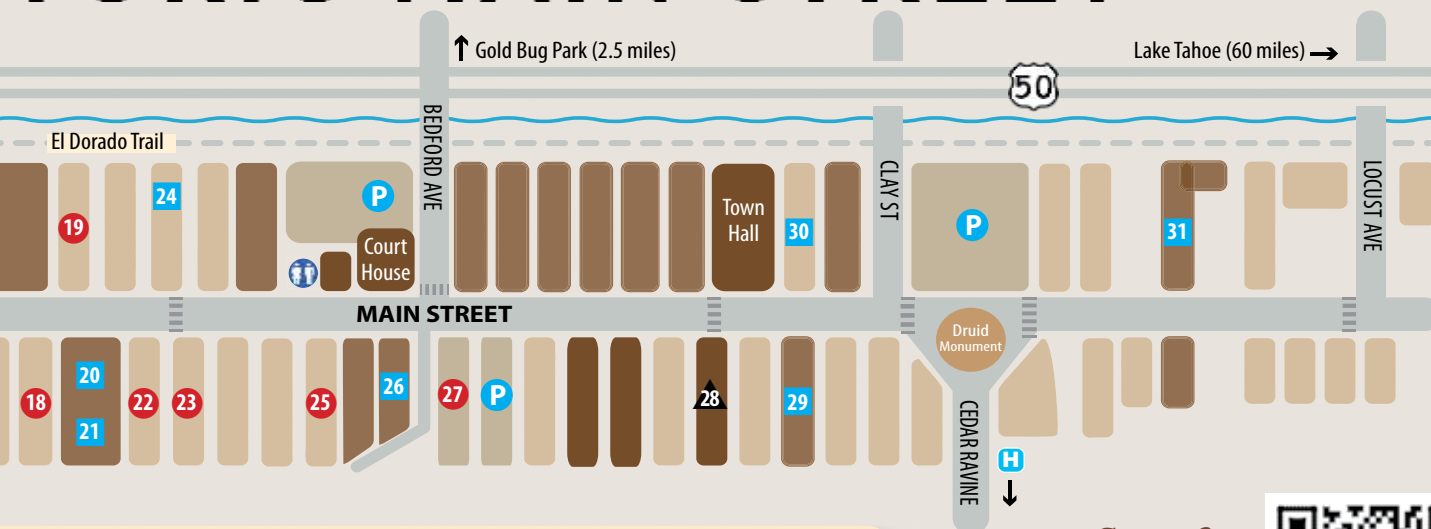 Gold Bug Park (2.5 miles)
Lake Tahoe (60 miles)
50
BEDFORD AVE
El Dorado Trail
CLAY ST
LOCUST AVE
24
P
19
Court
House
Town
Hall
30
P
31
MAIN STREET
Druid
Monument
18
20
21
22
23
25
26
27
P
28
29
CEDAR RAVINE
H